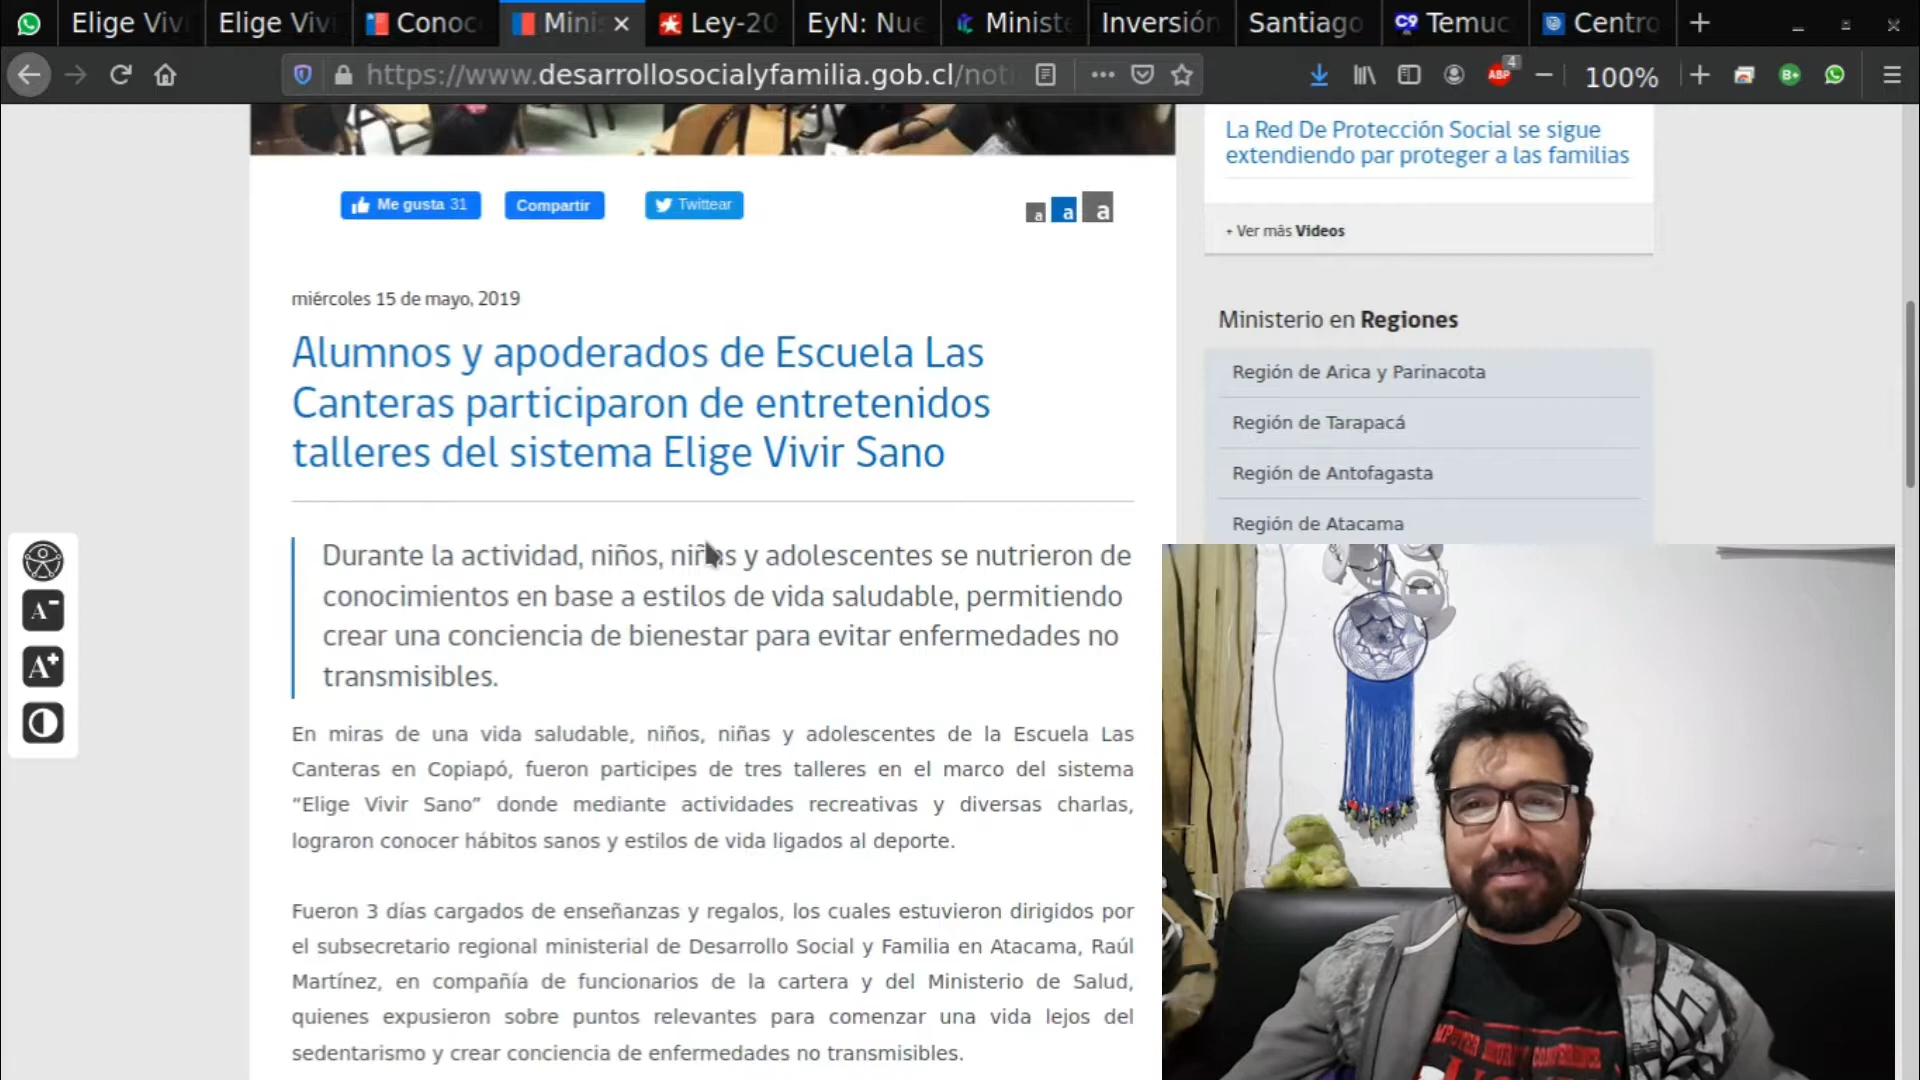 Elige Viv
Elige Viv
Conoc
Mini
Ley-20
EyN: Nue
Ministe
Inversión
Santiago
Temuc
Centro
https://www.desarrollosocialyfamilia.gob.cl/not
ABP
4
100%
B+
La Red De Protección Social se sigue
extendiendo par proteger a las familias
+ Ver más Videos
Me gusta 31
Compartir
Twittear
a a a
miércoles 15 de mayo, 2019
Alumnos y apoderados de Escuela Las
Canteras participaron de entretenidos
talleres del sistema Elige Vivir Sano
Durante la actividad, niños, niñas y adolescentes se nutrieron de
conocimientos en base a estilos de vida saludable, permitiendo
crear una conciencia de bienestar para evitar enfermedades no
transmisibles.
En miras de una vida saludable, niños, niñas y adolescentes de la Escuela Las
Canteras en Copiapó, fueron participes de tres talleres en el marco del sistema
“Elige Vivir Sano” donde mediante actividades recreativas y diversas charlas,
lograron conocer hábitos sanos y estilos de vida ligados al deporte.
Fueron 3 días cargados de enseñanzas y regalos, los cuales estuvieron dirigidos por
el subsecretario regional ministerial de Desarrollo Social y Familia en Atacama, Raúl
Martínez, en compañía de funcionarios de la cartera y del Ministerio de Salud,
quienes expusieron sobre puntos relevantes para comenzar una vida lejos del
sedentarismo y crear conciencia de enfermedades no transmisibles.
Ministerio en Regiones
Región de Arica y Parinacota
Región de Tarapacá
Región de Antofagasta
Región de Atacama
A-
A+